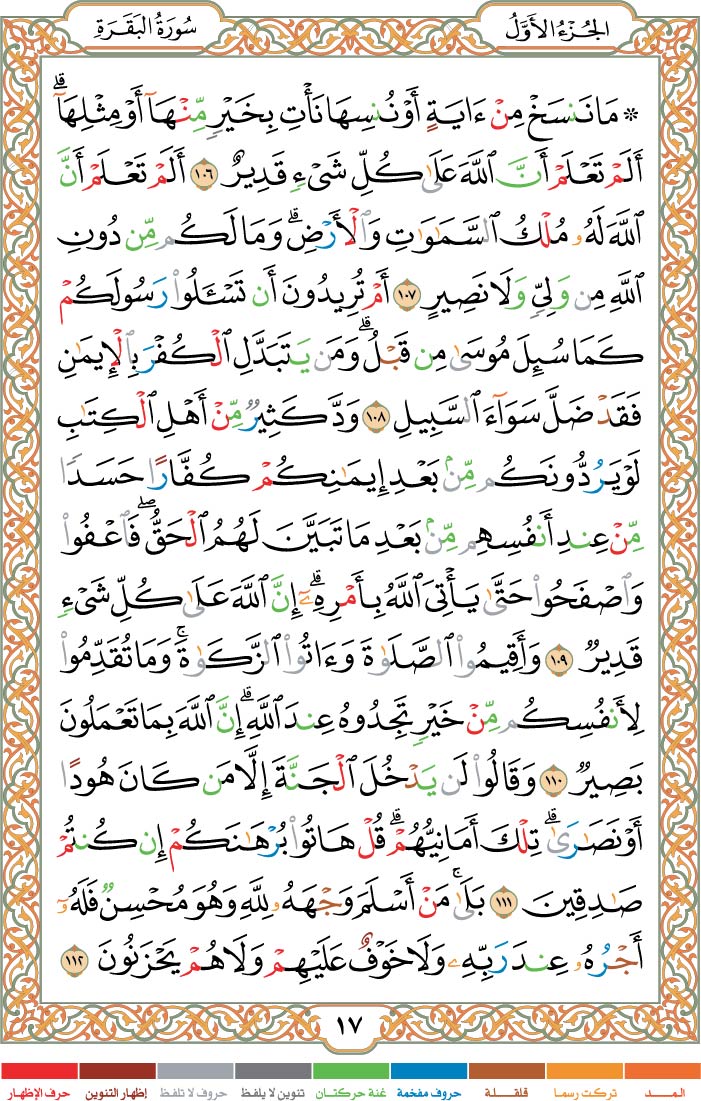 الجُزْءُ الأَوَّلُ
سُورَةُ البَقَرَةِ
۞ مَا نَنسَخْ مِنْ ءَايَةٍ أَوْ نُنسِهَا نَأْتِ بِخَيْرٍ مِّنْهَآ أَوْ مِثْلِهَآ ۗ
أَلَمْ تَعْلَمْ أَنَّ ٱللَّهَ عَلَىٰ كُلِّ شَىْءٍ قَدِيرٌ ١٠٦ أَلَمْ تَعْلَمْ أَنَّ
ٱللَّهَ لَهُۥ مُلْكُ ٱلسَّمَٰوَٰتِ وَٱلْأَرْضِ ۗ وَمَا لَكُم مِّن دُونِ
ٱللَّهِ مِن وَلِىٍّ وَلَا نَصِيرٍ ١٠٧ أَمْ تُرِيدُونَ أَن تَسْـَٔلُوا۟ رَسُولَكُمْ
كَمَا سُئِلَ مُوسَىٰ مِن قَبْلُ ۗ وَمَن يَتَبَدَّلِ ٱلْكُفْرَ بِٱلْإِيمَٰنِ
فَقَدْ ضَلَّ سَوَآءَ ٱلسَّبِيلِ ١٠٨ وَدَّ كَثِيرٌ مِّنْ أَهْلِ ٱلْكِتَٰبِ
لَوْ يَرُدُّونَكُم مِّنۢ بَعْدِ إِيمَٰنِكُمْ كُفَّارًا حَسَدًا
مِّنْ عِندِ أَنفُسِهِم مِّنۢ بَعْدِ مَا تَبَيَّنَ لَهُمُ ٱلْحَقُّ ۖ فَٱعْفُوا۟
وَٱصْفَحُوا۟ حَتَّىٰ يَأْتِىَ ٱللَّهُ بِأَمْرِهِۦٓ ۗ إِنَّ ٱللَّهَ عَلَىٰ كُلِّ شَىْءٍ
قَدِيرٌ ١٠٩ وَأَقِيمُوا۟ ٱلصَّلَوٰةَ وَءَاتُوا۟ ٱلزَّكَوٰةَ ۚ وَمَا تُقَدِّمُوا۟
لِأَنفُسِكُم مِّنْ خَيْرٍ تَجِدُوهُ عِندَ ٱللَّهِ ۗ إِنَّ ٱللَّهَ بِمَا تَعْمَلُونَ
بَصِيرٌ ١١٠ وَقَالُوا۟ لَن يَدْخُلَ ٱلْجَنَّةَ إِلَّا مَن كَانَ هُودًا
أَوْ نَصَٰرَىٰ ۗ تِلْكَ أَمَانِيُّهُمْ ۗ قُلْ هَاتُوا۟ بُرْهَٰنَكُمْ إِن كُنتُمْ
صَٰدِقِينَ ١١١ بَلَىٰ ۚ مَنْ أَسْلَمَ وَجْهَهُۥ لِلَّهِ وَهُوَ مُحْسِنٌ فَلَهُۥٓ
أَجْرُهُۥ عِندَ رَبِّهِۦ وَلَا خَوْفٌ عَلَيْهِمْ وَلَا هُمْ يَحْزَنُونَ ١١٢
١٧
المــد تركت رسما قلقلة حروف مفخمة غنة حركتان تنوين لا يلفظ حروف لا تلفظ إظهار التنوين حرف الإظهار